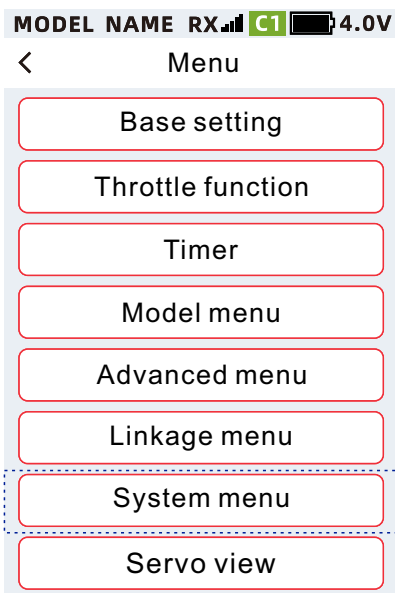 MODEL NAME RX C1 4.0V
< Menu
Base setting
Throttle function
Timer
Model menu
Advanced menu
Linkage menu
System menu
Servo view